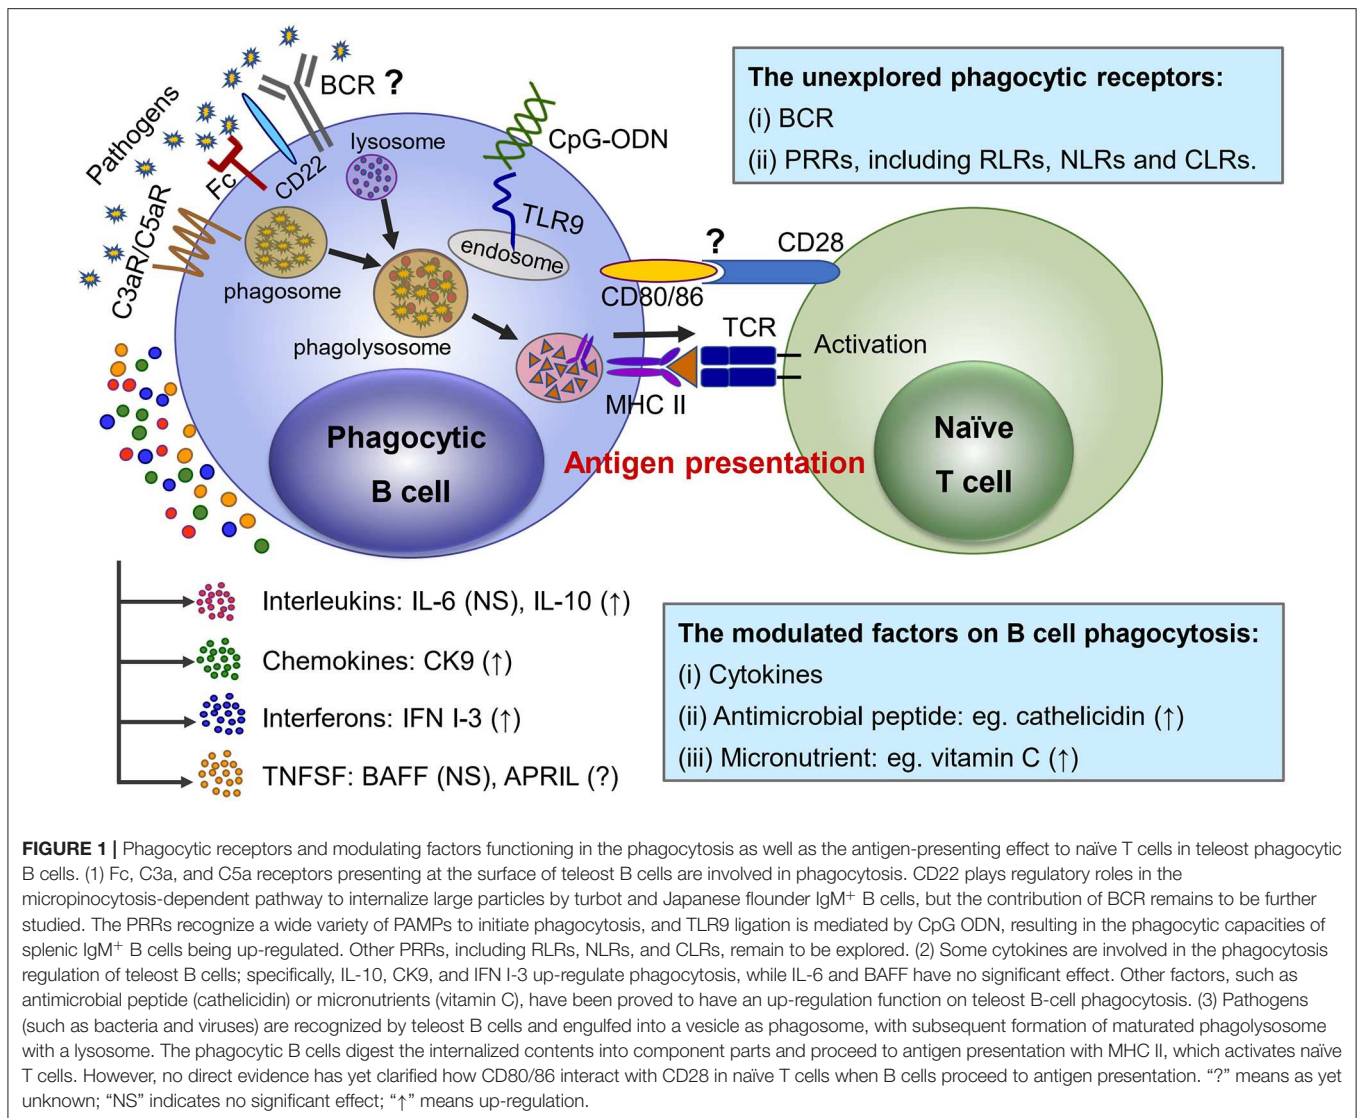 BCR ?
Pathogens
Fc
CD22
C3aR/C5aR
lysosome
CpG-ODN
TLR9
endosome
phagosome
phagolysosome
The unexplored phagocytic receptors:
(i) BCR
(ii) PRRs, including RLRs, NLRs and CLRs.
?
CD28
CD80/86
TCR
Activation
MHC II
Phagocytic
B cell
Antigen presentation
Naïve
T cell
Interleukins: IL-6 (NS), IL-10 (↑)
Chemokines: CK9 (↑)
Interferons: IFN I-3 (↑)
TNFSF: BAFF (NS), APRIL (?)
The modulated factors on B cell phagocytosis:
(i) Cytokines
(ii) Antimicrobial peptide: eg. cathelicidin (↑)
(iii) Micronutrient: eg. vitamin C (↑)
FIGURE 1 | Phagocytic receptors and modulating factors functioning in the phagocytosis as well as the antigen-presenting effect to naïve T cells in teleost phagocytic
B cells. (1) Fc, C3a, and C5a receptors presenting at the surface of teleost B cells are involved in phagocytosis. CD22 plays regulatory roles in the
micropinocytosis-dependent pathway to internalize large particles by turbot and Japanese flounder IgM⁺ B cells, but the contribution of BCR remains to be further
studied. The PRRs recognize a wide variety of PAMPs to initiate phagocytosis, and TLR9 ligation is mediated by CpG ODN, resulting in the phagocytic capacities of
splenic IgM⁺ B cells being up-regulated. Other PRRs, including RLRs, NLRs, and CLRs, remain to be explored. (2) Some cytokines are involved in the phagocytosis
regulation of teleost B cells; specifically, IL-10, CK9, and IFN I-3 up-regulate phagocytosis, while IL-6 and BAFF have no significant effect. Other factors, such as
antimicrobial peptide (cathelicidin) or micronutrients (vitamin C), have been proved to have an up-regulation function on teleost B-cell phagocytosis. (3) Pathogens
(such as bacteria and viruses) are recognized by teleost B cells and engulfed into a vesicle as phagosome, with subsequent formation of maturated phagolysosome
with a lysosome. The phagocytic B cells digest the internalized contents into component parts and proceed to antigen presentation with MHC II, which activates naïve
T cells. However, no direct evidence has yet clarified how CD80/86 interact with CD28 in naïve T cells when B cells proceed to antigen presentation. “?” means as yet
unknown; “NS” indicates no significant effect; “↑” means up-regulation.